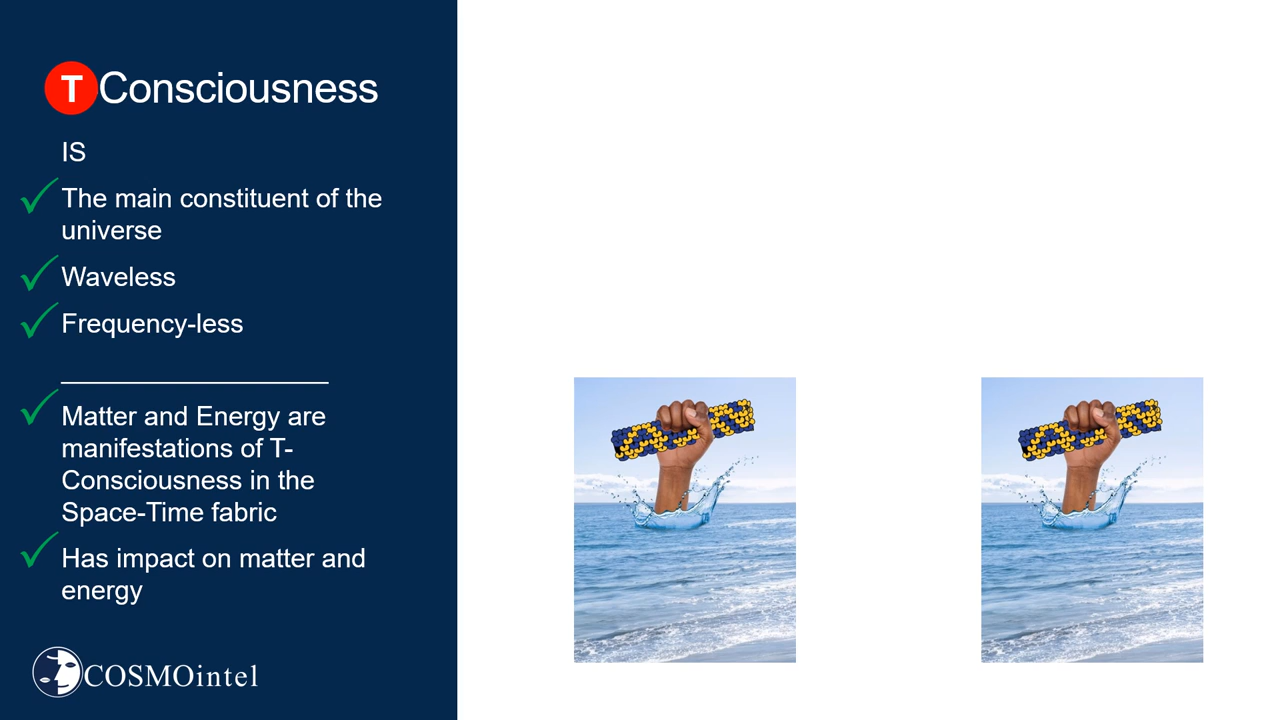 T Consciousness
IS
The main constituent of the
universe
Waveless
Frequency-less
Matter and Energy are
manifestations of T-
Consciousness in the
Space-Time fabric
Has impact on matter and
energy
COSMOintel